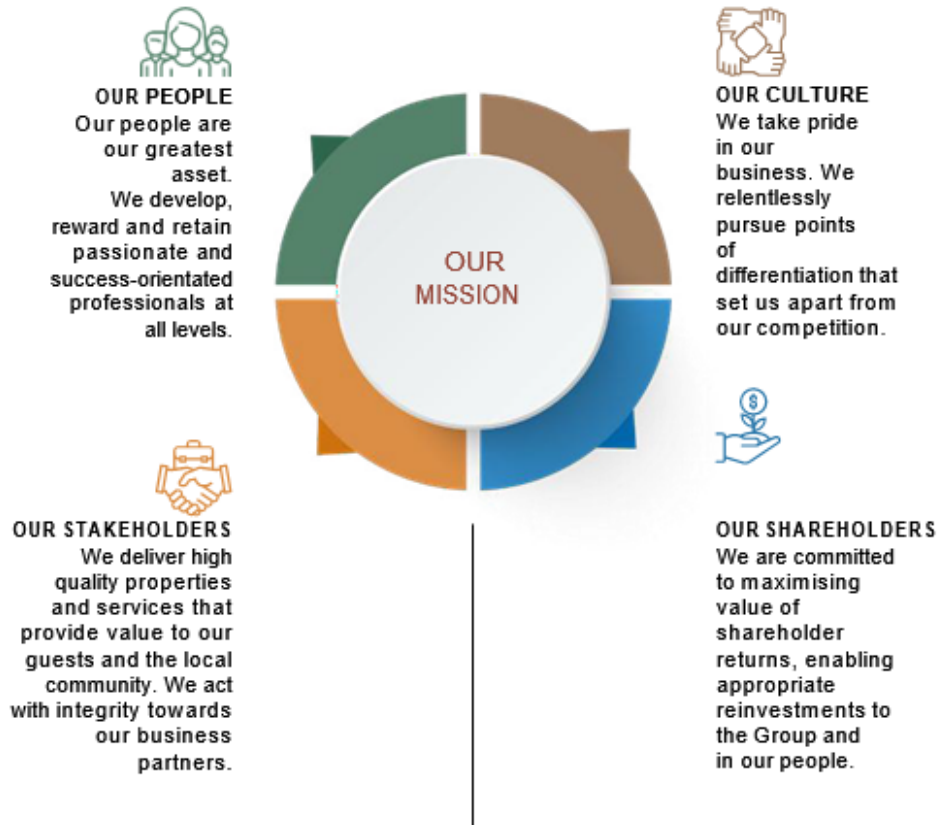 OUR PEOPLE
Our people are
our greatest
asset.
We develop,
reward and retain
passionate and
success-orientated
professionals at
all levels.
OUR CULTURE
We take pride
in our
business. We
relentlessly
pursue points
of
differentiation that
set us apart from
our competition.
OUR
MISSION
OUR STAKEHOLDERS
We deliver high
quality properties
and services that
provide value to our
guests and the local
community. We act
with integrity towards
our business
partners.
$
OUR SHAREHOLDERS
We are committed
to maximising
value of
shareholder
returns, enabling
appropriate
reinvestments to
the Group and
in our people.